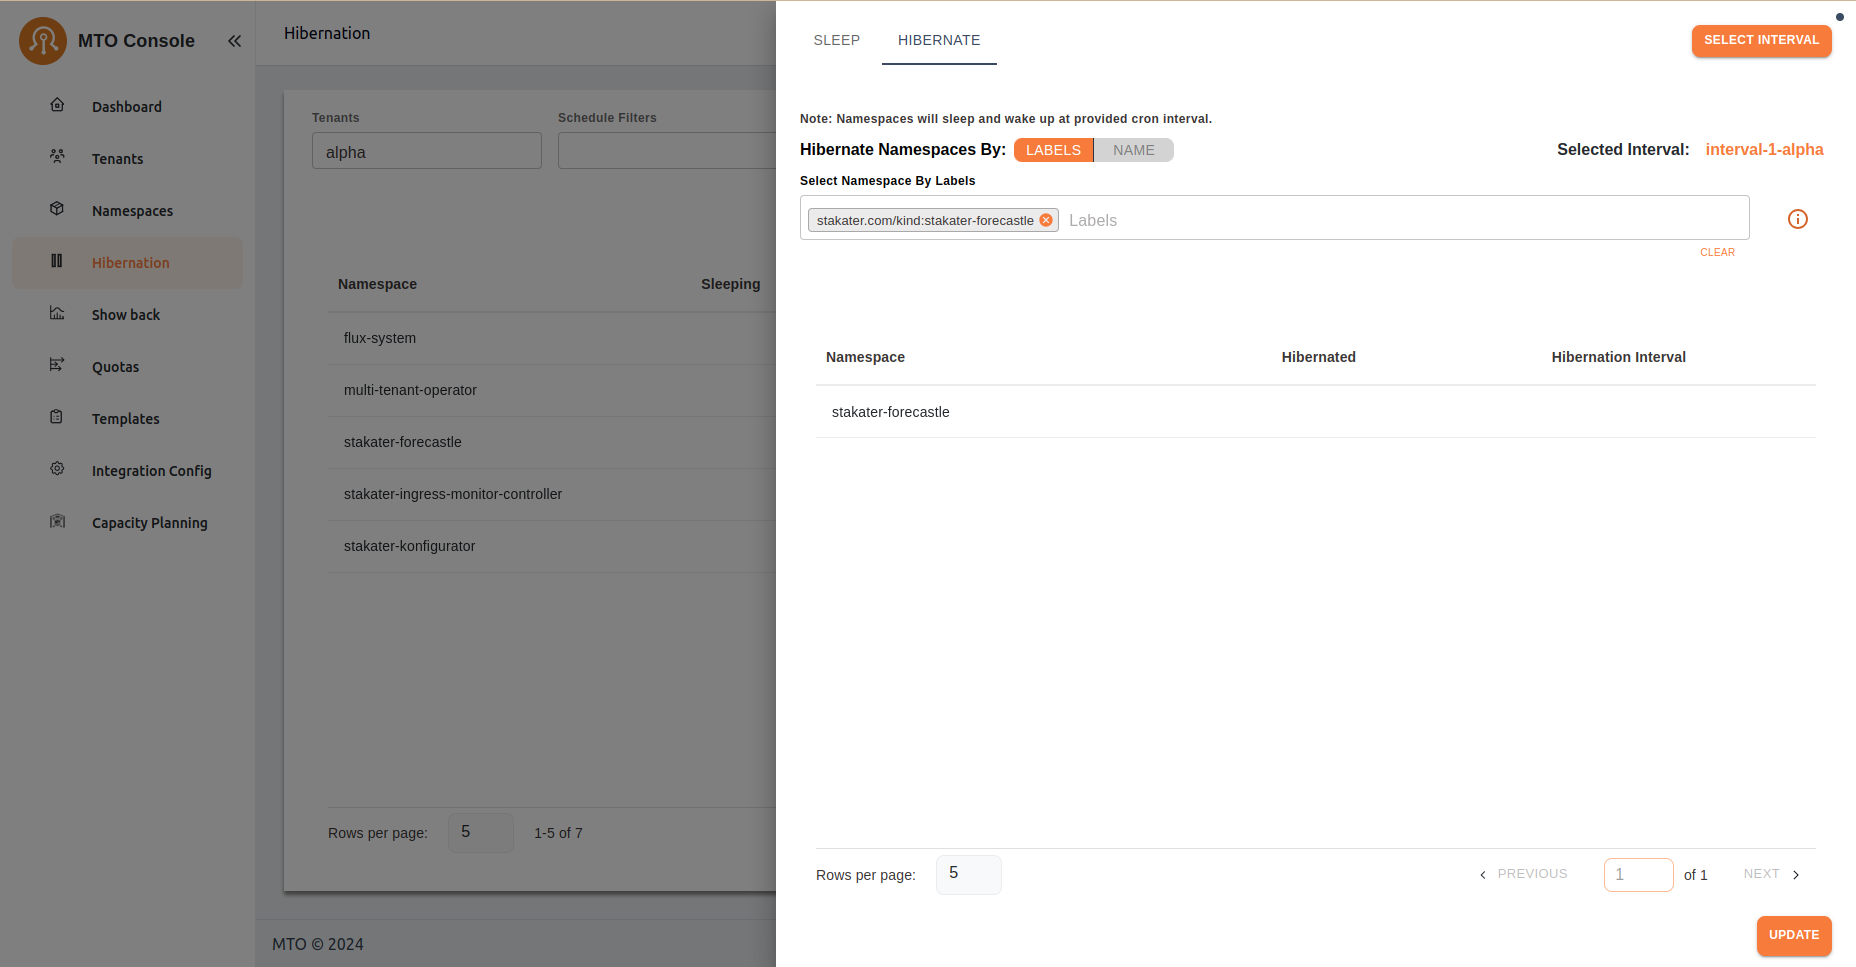 MTO Console
Dashboard
Tenants
Namespaces
Hibernation
Show back
Quotas
Templates
Integration Config
Capacity Planning
Hibernation
Tenants
Schedule Filters
alpha
Namespace
Sleeping
flux-system
multi-tenant-operator
stakater-forecastle
stakater-ingress-monitor-controller
stakater-konfigurator
Rows per page: 5 1-5 of 7
MTO © 2024
SLEEP HIBERNATE
SELECT INTERVAL
Note: Namespaces will sleep and wake up at provided cron interval.
Hibernate Namespaces By: LABELS NAME
Selected Interval: interval-1-alpha
Select Namespace By Labels
stakater.com/kind:stakater-forecastle Labels
CLEAR
Namespace Hibernated Hibernation Interval
stakater-forecastle
Rows per page: 5
PREVIOUS 1 of 1 NEXT
UPDATE